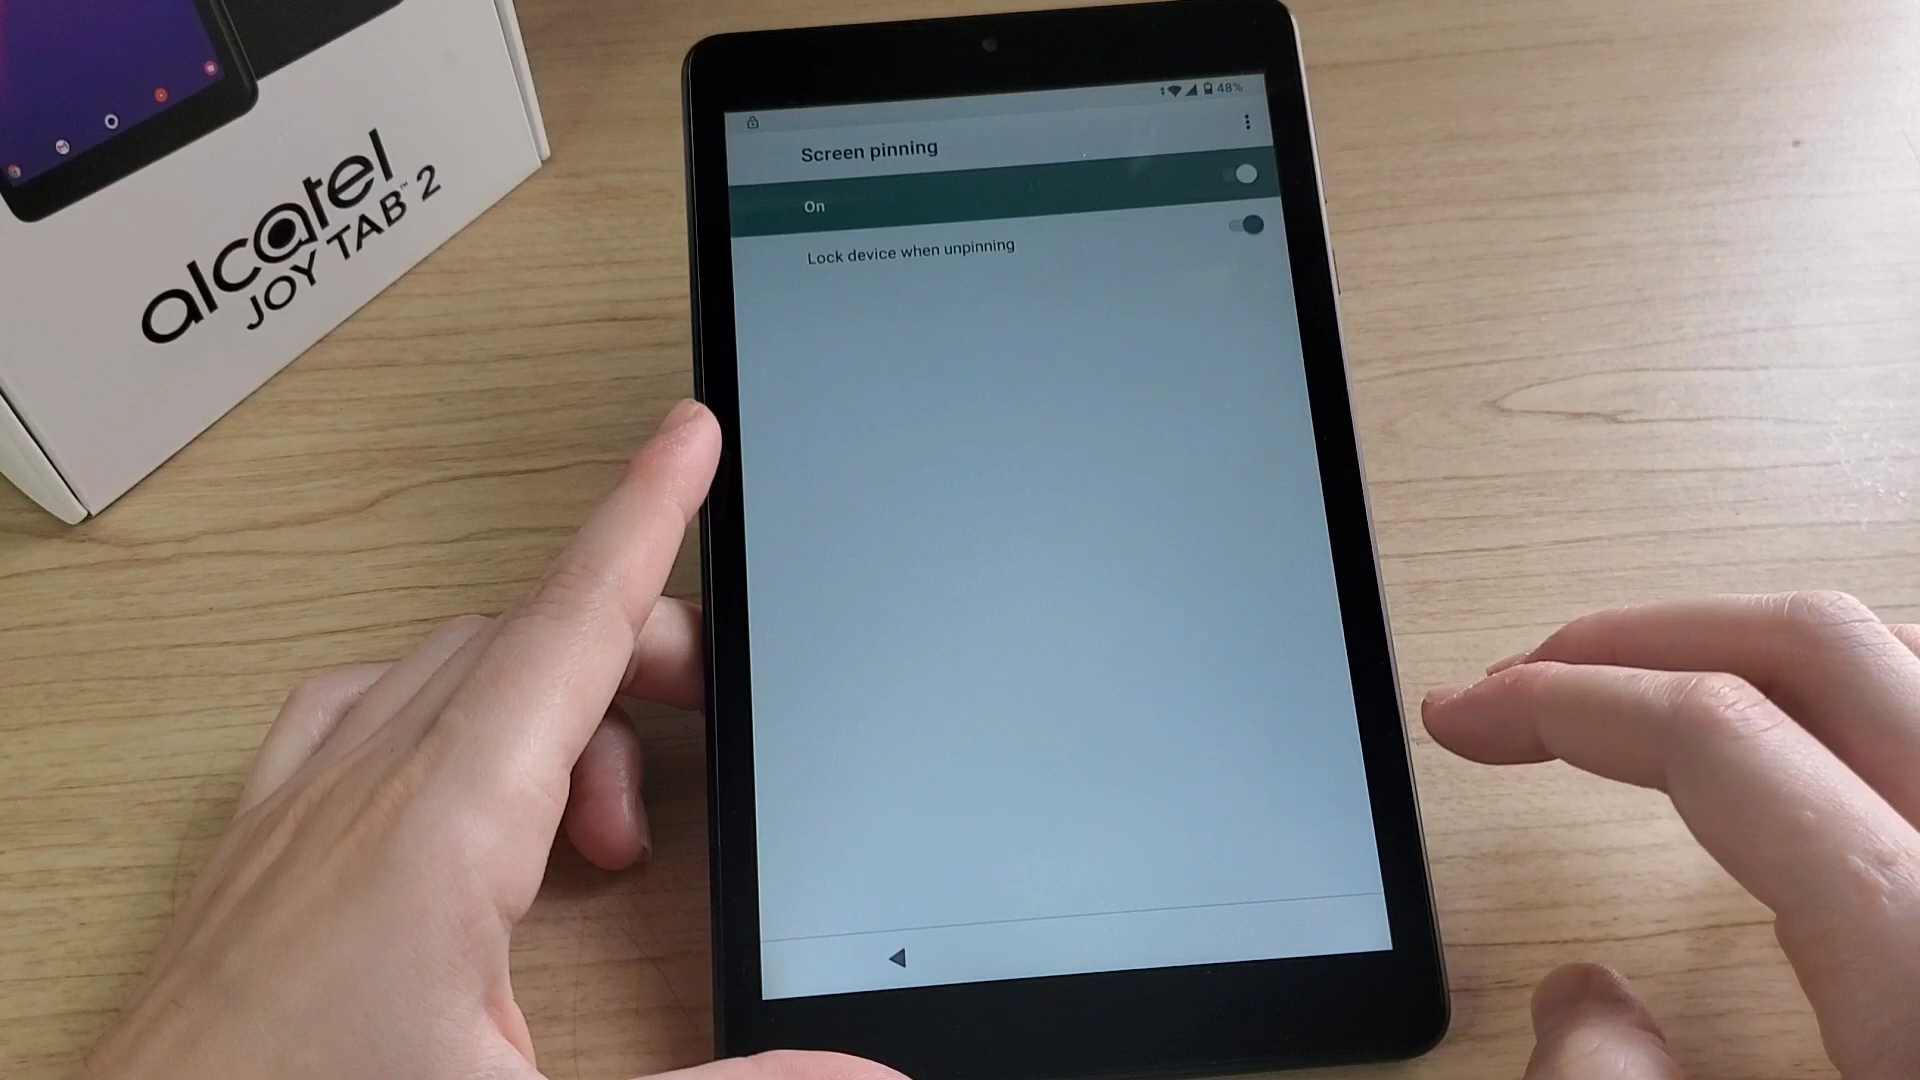 alcatel
JOY TAB™ 2
48%
Screen pinning
On
Lock device when unpinning